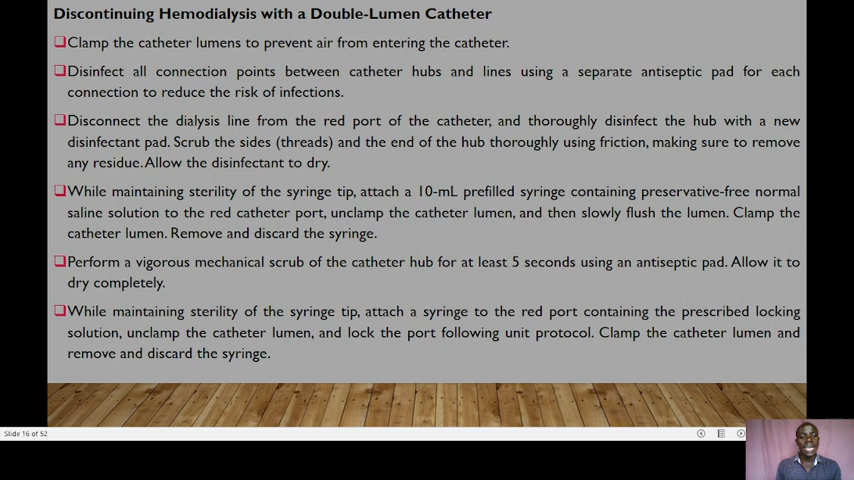 Discontinuing Hemodialysis with a Double-Lumen Catheter
Clamp the catheter lumens to prevent air from entering the catheter.
Disinfect all connection points between catheter hubs and lines using a separate antiseptic pad for each
connection to reduce the risk of infections.
Disconnect the dialysis line from the red port of the catheter, and thoroughly disinfect the hub with a new
disinfectant pad. Scrub the sides (threads) and the end of the hub thoroughly using friction, making sure to remove
any residue. Allow the disinfectant to dry.
While maintaining sterility of the syringe tip, attach a 10-mL prefilled syringe containing preservative-free normal
saline solution to the red catheter port, unclamp the catheter lumen, and then slowly flush the lumen. Clamp the
catheter lumen. Remove and discard the syringe.
Perform a vigorous mechanical scrub of the catheter hub for at least 5 seconds using an antiseptic pad. Allow it to
dry completely.
While maintaining sterility of the syringe tip, attach a syringe to the red port containing the prescribed locking
solution, unclamp the catheter lumen, and lock the port following unit protocol. Clamp the catheter lumen and
remove and discard the syringe.
Slide 16 of 52